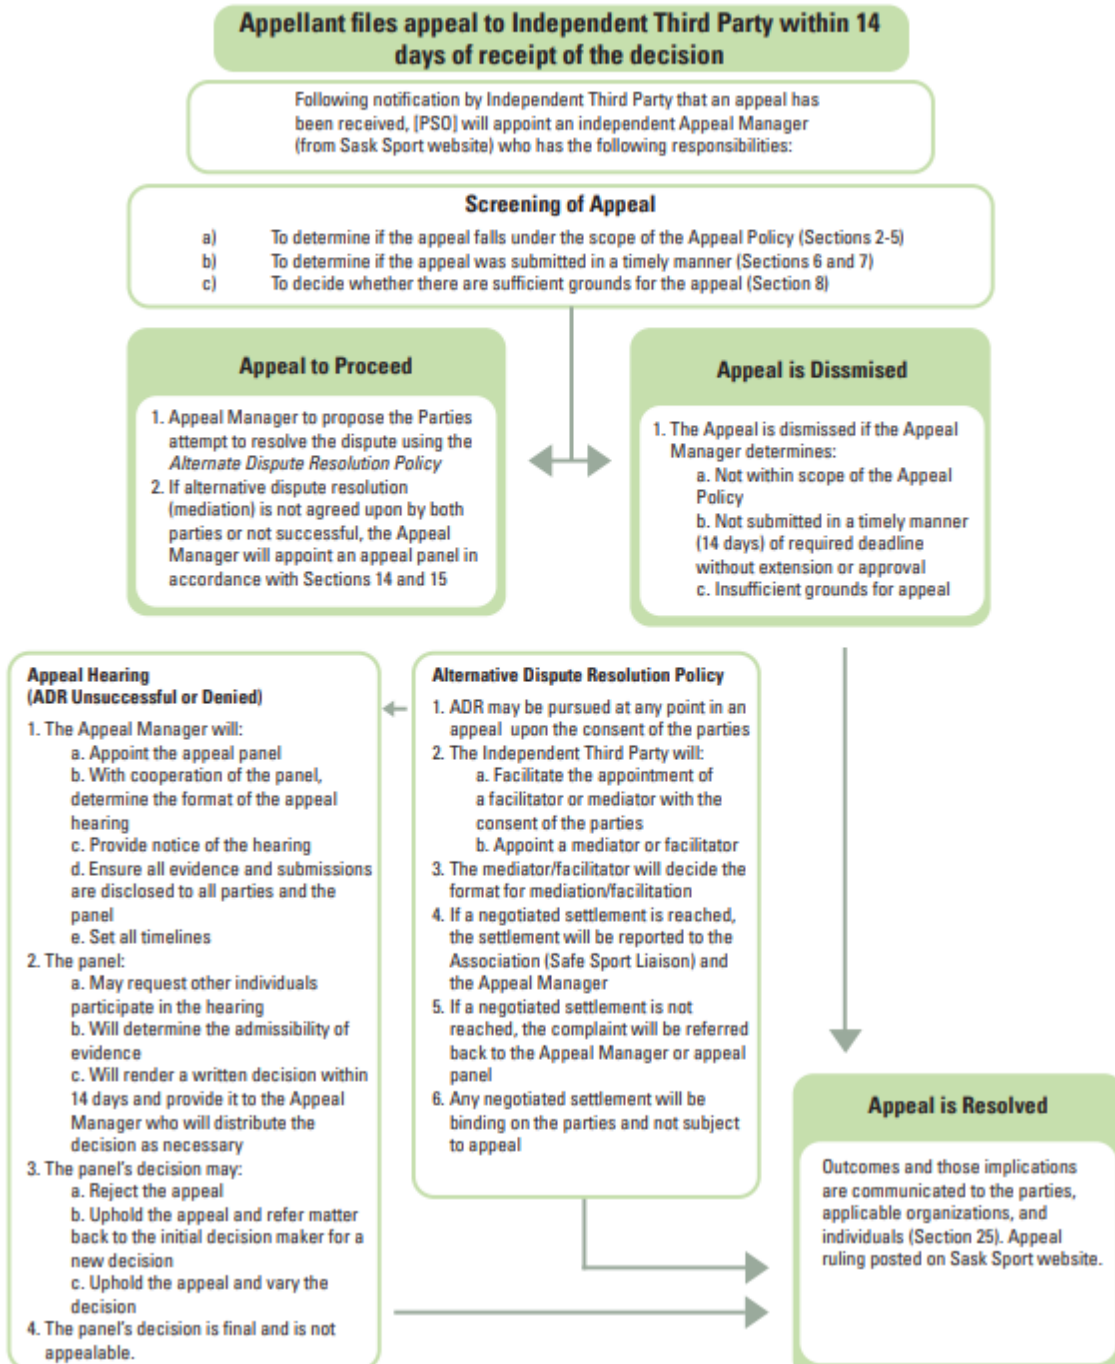 Appellant files appeal to Independent Third Party within 14
days of receipt of the decision
Following notification by Independent Third Party that an appeal has
been received, [PSO] will appoint an independent Appeal Manager
(from Sask Sport website) who has the following responsibilities:
Screening of Appeal
a) To determine if the appeal falls under the scope of the Appeal Policy (Sections 2-5)
b) To determine if the appeal was submitted in a timely manner (Sections 6 and 7)
c) To decide whether there are sufficient grounds for the appeal (Section 8)
Appeal to Proceed
1. Appeal Manager to propose the Parties
attempt to resolve the dispute using the
Alternate Dispute Resolution Policy
2. If alternative dispute resolution
(mediation) is not agreed upon by both
parties or not successful, the Appeal
Manager will appoint an appeal panel in
accordance with Sections 14 and 15
Appeal is Dissmised
1. The Appeal is dismissed if the Appeal
Manager determines:
a. Not within scope of the Appeal
Policy
b. Not submitted in a timely manner
(14 days) of required deadline
without extension or approval
c. Insufficient grounds for appeal
Appeal Hearing
(ADR Unsuccessful or Denied)
1. The Appeal Manager will:
a. Appoint the appeal panel
b. With cooperation of the panel,
determine the format of the appeal
hearing
c. Provide notice of the hearing
d. Ensure all evidence and submissions
are disclosed to all parties and the
panel
e. Set all timelines
2. The panel:
a. May request other individuals
participate in the hearing
b. Will determine the admissibility of
evidence
c. Will render a written decision within
14 days and provide it to the Appeal
Manager who will distribute the
decision as necessary
3. The panel's decision may:
a. Reject the appeal
b. Uphold the appeal and refer matter
back to the initial decision maker for a
new decision
c. Uphold the appeal and vary the
decision
4. The panel's decision is final and is not
appealable.
Alternative Dispute Resolution Policy
1. ADR may be pursued at any point in an
appeal upon the consent of the parties
2. The Independent Third Party will:
a. Facilitate the appointment of
a facilitator or mediator with the
consent of the parties
b. Appoint a mediator or facilitator
3. The mediator/facilitator will decide the
format for mediation/facilitation
4. If a negotiated settlement is reached,
the settlement will be reported to the
Association (Safe Sport Liaison) and
the Appeal Manager
5. If a negotiated settlement is not
reached, the complaint will be referred
back to the Appeal Manager or appeal
panel
6. Any negotiated settlement will be
binding on the parties and not subject
to appeal
Appeal is Resolved
Outcomes and those implications
are communicated to the parties,
applicable organizations, and
individuals (Section 25). Appeal
ruling posted on Sask Sport website.